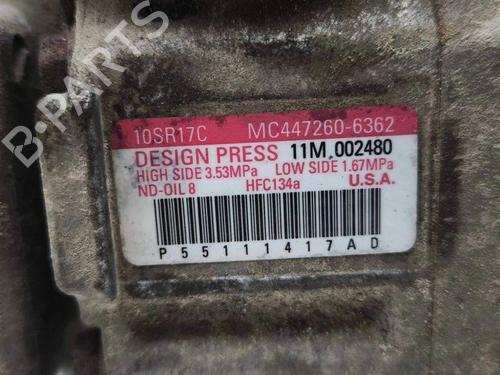 B-PARTS
10SR17C MC447260-6362
DESIGN PRESS 11M 002480
HIGH SIDE 3.53MPa LOW SIDE 1.67MPa
ND-OIL 8 HFC134a U.S.A.
P55111417AD